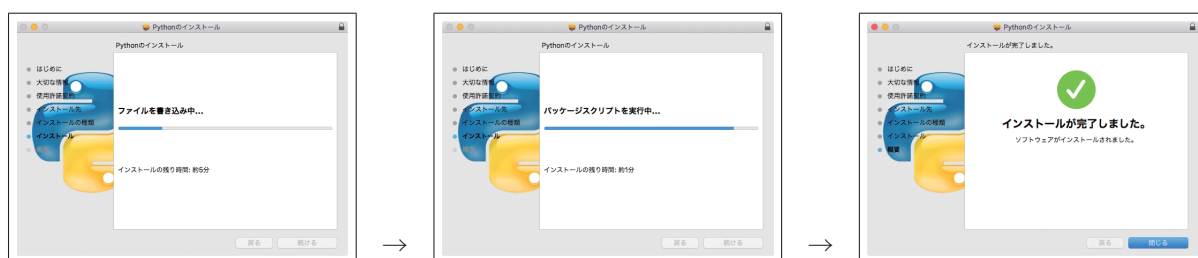 Pythonのインストール
Pythonのインストール
はじめに
大切な情報
使用許諾契約
インストール先
インストールの種類
インストール
概要
ファイルを書き込み中...
インストールの残り時間: 約5分
戻る
続ける
→
Pythonのインストール
Pythonのインストール
はじめに
大切な情報
使用許諾契約
インストール先
インストールの種類
インストール
概要
パッケージスクリプトを実行中...
インストールの残り時間: 約1分
戻る
続ける
→
Pythonのインストール
インストールが完了しました。
はじめに
大切な情報
使用許諾契約
インストール先
インストールの種類
インストール
概要
インストールが完了しました。
ソフトウェアがインストールされました。
戻る
閉じる